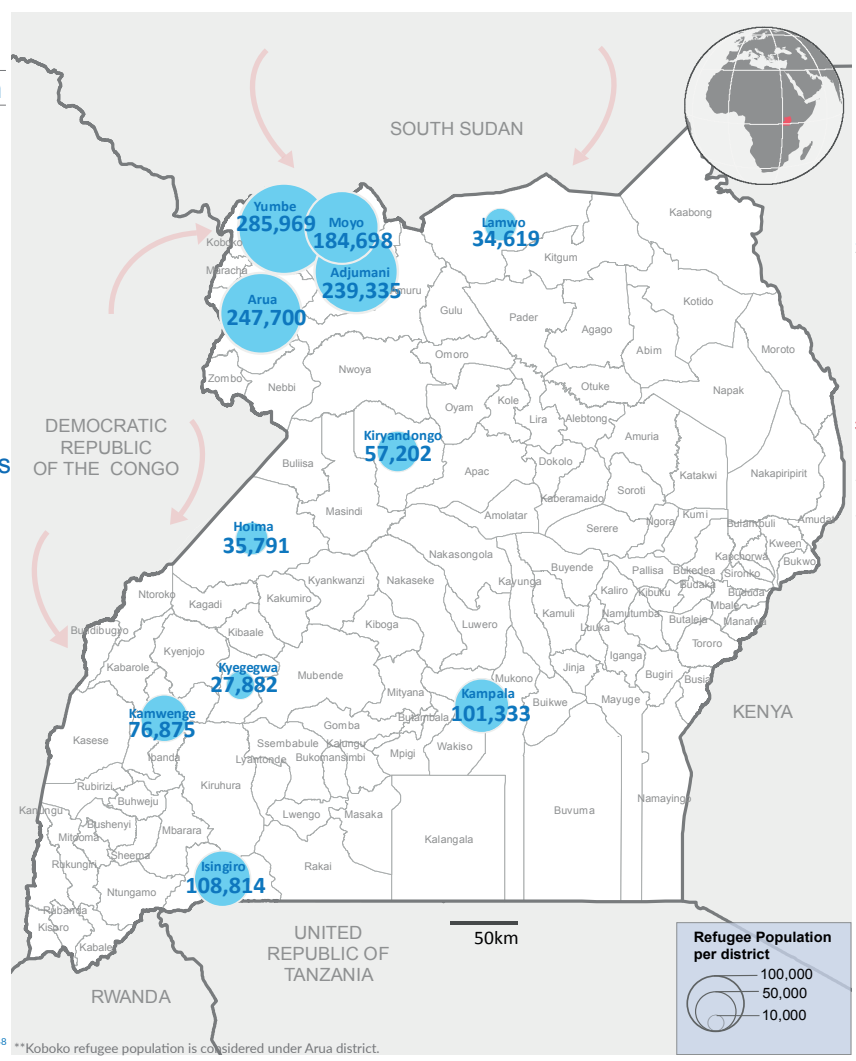 SOUTH SUDAN
Kaabong
Yumbe
285,969
Moyo
184,698
Lamwo
34,619
Koboko
Kitgum
Maracha
Adjumani
239,335
Arua
247,700
Kotido
Gulu
Pader
Agago
Abim
Moroto
Omoro
Zombo
Nebbi
Nwoya
Otuke
Napak
Kole
Oyam
Lira
Alebtong
DEMOCRATIC
REPUBLIC
OF THE CONGO
Kiryandongo
57,202
Amuria
Buliisa
Apac
Dokolo
Katakwi
Nakapiripirit
Kaberamaido
Soroti
Masindi
Amolatar
Serere
Ngora
Kumi
Bulambuli
Amudat
Hoima
35,791
Nakasongola
Kween
Kapchorwa
Bukwo
Buyende
Pallisa
Bukedea
Sironko
Kyankwanzi
Nakaseke
Kayunga
Budaka
Bududa
Ntoroko
Kagadi
Kakumiro
Kaliro
Kibuku
Mbale
Kamuli
Namutumba
Butaleja
Manafwa
Bundibugyo
Kibaale
Kiboga
Luwero
Luuka
Tororo
Kyenjojo
Iganga
Kabarole
Kyegegwa
27,882
Mubende
Jinja
Bugiri
Busia
Mukono
Mityana
Kampala
101,333
Buikwe
Mayuge
Kamwenge
76,875
Butambala
KENYA
Gomba
Kasese
Ssembabule
Kalungu
Wakiso
Ibanda
Lyantonde
Bukomansimbi
Mpigi
Rubirizi
Kiruhura
Buhweju
Namayingo
Kanungu
Lwengo
Masaka
Buvuma
Bushenyi
Mbarara
Mitooma
Kalangala
Sheema
Rukungiri
Isingiro
108,814
Rakai
Ntungamo
Rubanda
Kisoro
Kabale
50km
UNITED
REPUBLIC OF
TANZANIA
RWANDA
Refugee Population
per district
100,000
50,000
10,000
**Koboko refugee population is considered under Arua district.